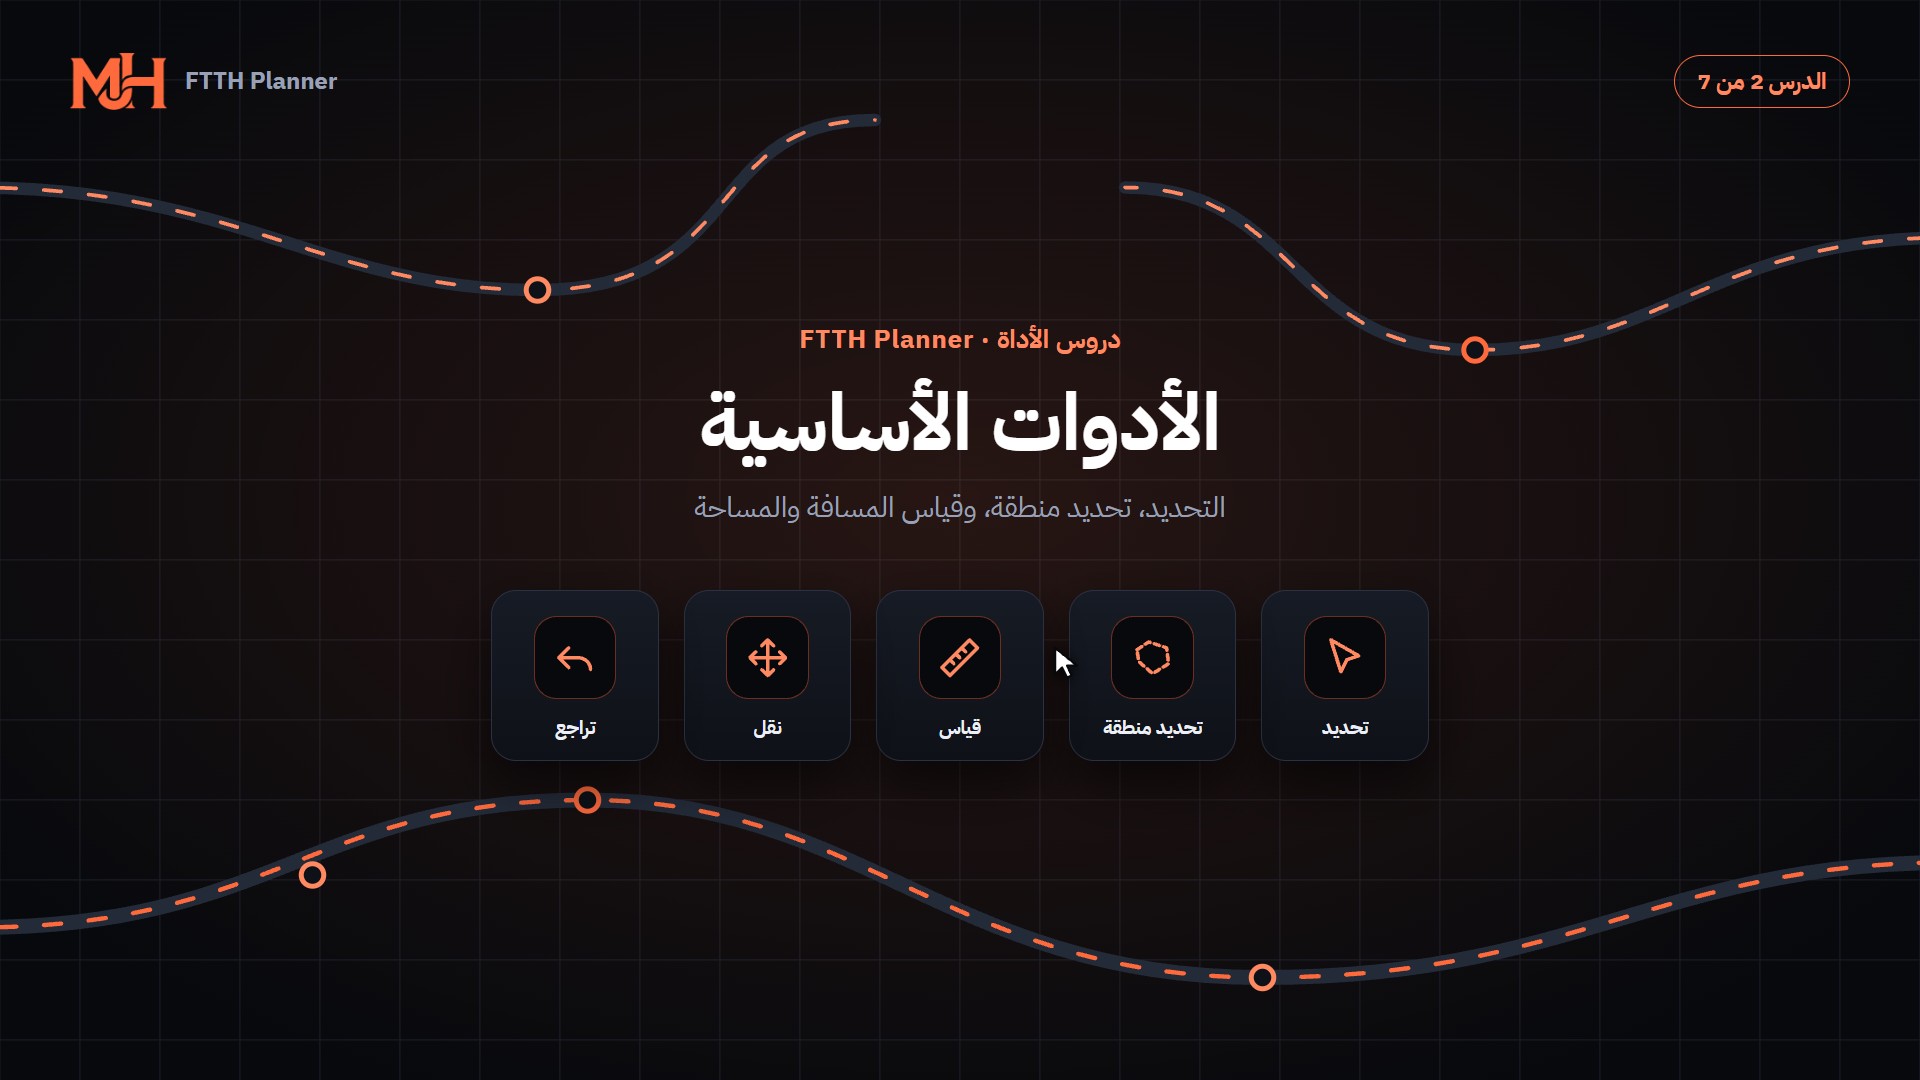 MH FTTH Planner
الدرس 2 من 7
دروس الأداة · FTTH Planner
الأدوات الأساسية
التحديد، تحديد منطقة، وقياس المسافة والمساحة
تحديد
تحديد منطقة
قياس
نقل
تراجع